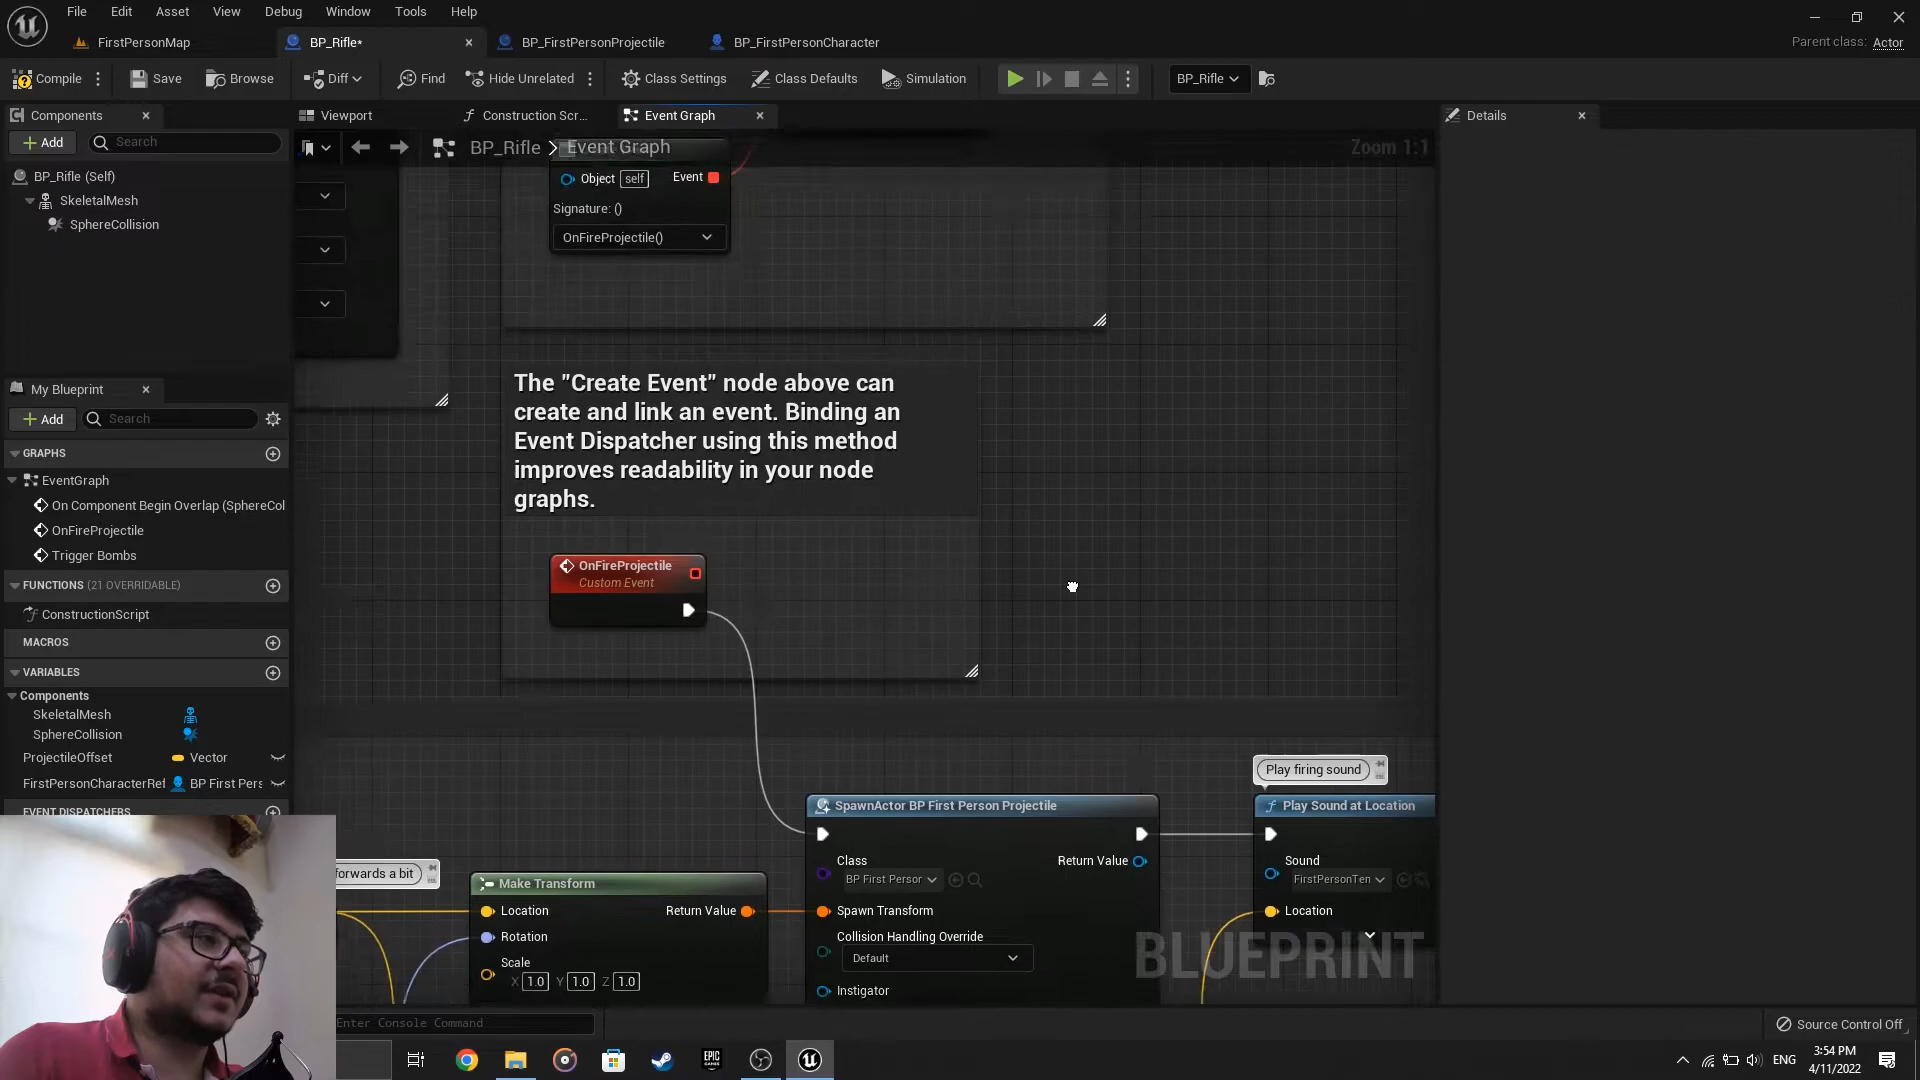 File Edit Asset View Debug Window Tools Help
FirstPersonMap BP_Rifle* BP_FirstPersonProjectile BP_FirstPersonCharacter Parent class: Actor
Compile Save Browse Diff Find Hide Unrelated Class Settings Class Defaults Simulation BP_Rifle
Components
Add Search
BP_Rifle (Self)
SkeletalMesh
SphereCollision
My Blueprint
Add Search
GRAPHS
EventGraph
On Component Begin Overlap (SphereCol
OnFireProjectile
Trigger Bombs
FUNCTIONS (21 OVERRIDABLE)
ConstructionScript
MACROS
VARIABLES
Components
SkeletalMesh
SphereCollision
ProjectileOffset Vector
FirstPersonCharacterRef BP First Pers
EVENT DISPATCHERS
Viewport Construction Scr... Event Graph
BP_Rifle > Event Graph Zoom 1:1
Object self Event
Signature: ()
OnFireProjectile()
The "Create Event" node above can
create and link an event. Binding an
Event Dispatcher using this method
improves readability in your node
graphs.
OnFireProjectile
Custom Event
forwards a bit
Make Transform
Location Return Value
Rotation
Scale
X 1.0 Y 1.0 Z 1.0
SpawnActor BP First Person Projectile
Class Return Value
BP First Person
Spawn Transform
Collision Handling Override
Default
Instigator
Play firing sound
Play Sound at Location
Sound
FirstPersonTen
Location
BLUEPRINT
Details
Enter Console Command
Source Control Off
EPIC GAMES
ENG
3:54 PM
4/11/2022